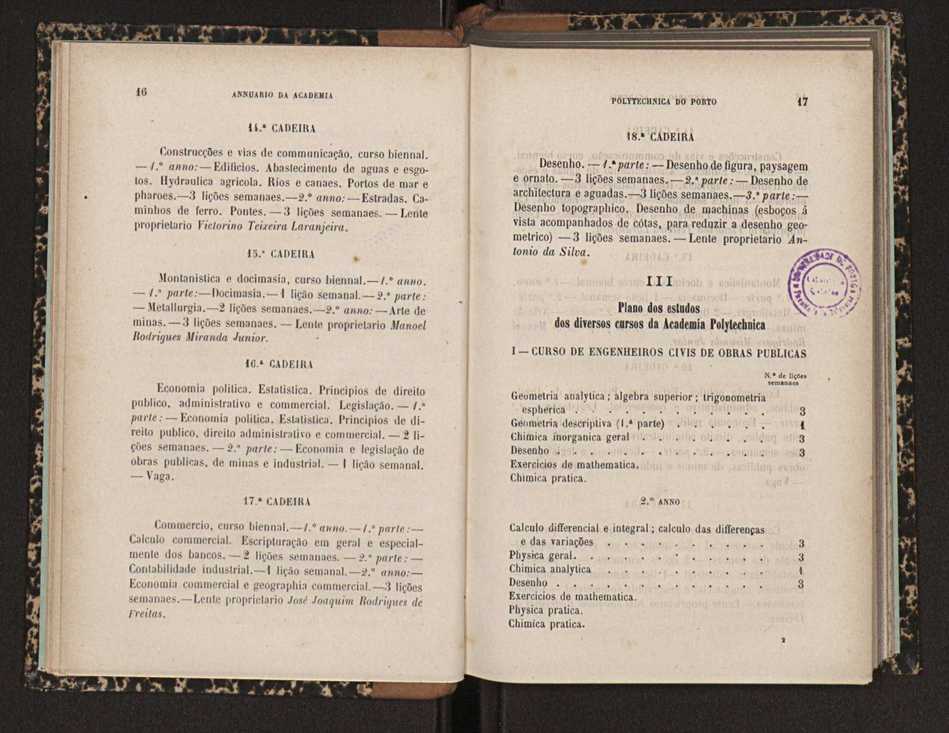 16
ANNUARIO DA ACADEMIA
14.ª CADEIRA
Construcções e vias de communicação, curso biennal.
—1.º anno:—Edificios. Abastecimento de aguas e esgo-
tos. Hydraulica agricola. Rios e canaes. Portos de mar e
pharoes.—3 lições semanaes.—2.º anno:—Estradas. Ca-
minhos de ferro. Pontes.—3 lições semanaes.—Lente
proprietario Victorino Teixeira Laranjeira.
15.ª CADEIRA
Montanistica e docimasia, curso biennal.—1.º anno.
—1.ª parte:—Docimasia.—1 lição semanal.—2.ª parte:
—Metallurgia.—2 lições semanaes.—2.º anno:—Arte de
minas.—3 lições semanaes. — Lente proprietario Manoel
Rodrigues Miranda Junior.
16.ª CADEIRA
Economia politica. Estatistica. Principios de direito
publico, administrativo e commercial. Legislação. —1.ª
parte:—Economia politica. Estatistica. Principios de di-
reito publico, direito administrativo e commercial. — 2 li-
ções semanaes. — 2.ª parte:—Economia e legislação de
obras publicas, de minas e industrial. — 1 lição semanal.
—Vaga.
17.ª CADEIRA
Commercio, curso biennal.—1.º anno.—1.ª parte:—
Calculo commercial. Escripturação em geral e especial-
mente dos bancos. — 2 lições semanaes. — 2.ª parte: —
Contabilidade industrial.—1 lição semanal.—2.º anno:—
Economia commercial e geographia commercial.—3 lições
semanaes.—Lente proprietario José Joaquim Rodrigues de
Freitas.
POLYTECHNICA DO PORTO
17
18.ª CADEIRA
Desenho. —1.ª parte:—Desenho de figura, paysagem
e ornato. —3 lições semanaes.—2.ª parte:—Desenho de
architectura e aguadas.—3 lições semanaes.—3.ª parte:—
Desenho topographico. Desenho de machinas (esboços á
vista acompanhados de cótas, para reduzir a desenho geo-
metrico) —3 lições semanaes.—Lente proprietario An-
tonio da Silva.
III
Plano dos estudos
dos diversos cursos da Academia Polytechnica
I—CURSO DE ENGENHEIROS CIVIS DE OBRAS PUBLICAS
N.º de lições
semanaes
Geometria analytica; algebra superior; trigonometria
espherica . . . . . . . . . . 3
Geometria descriptiva (1.ª parte) . . . . . . 1
Chimica inorganica geral . . . . . . . . 3
Desenho . . . . . . . . . . . . 3
Exercicios de mathematica.
Chimica pratica.
2.º ANNO
Calculo differencial e integral; calculo das differenças
e das variações . . . . . . . . . 3
Physica geral. . . . . . . . . . . 3
Chimica analytica . . . . . . . . . . 1
Desenho . . . . . . . . . . . . 3
Exercicios de mathematica.
Physica pratica.
Chimica pratica.
2